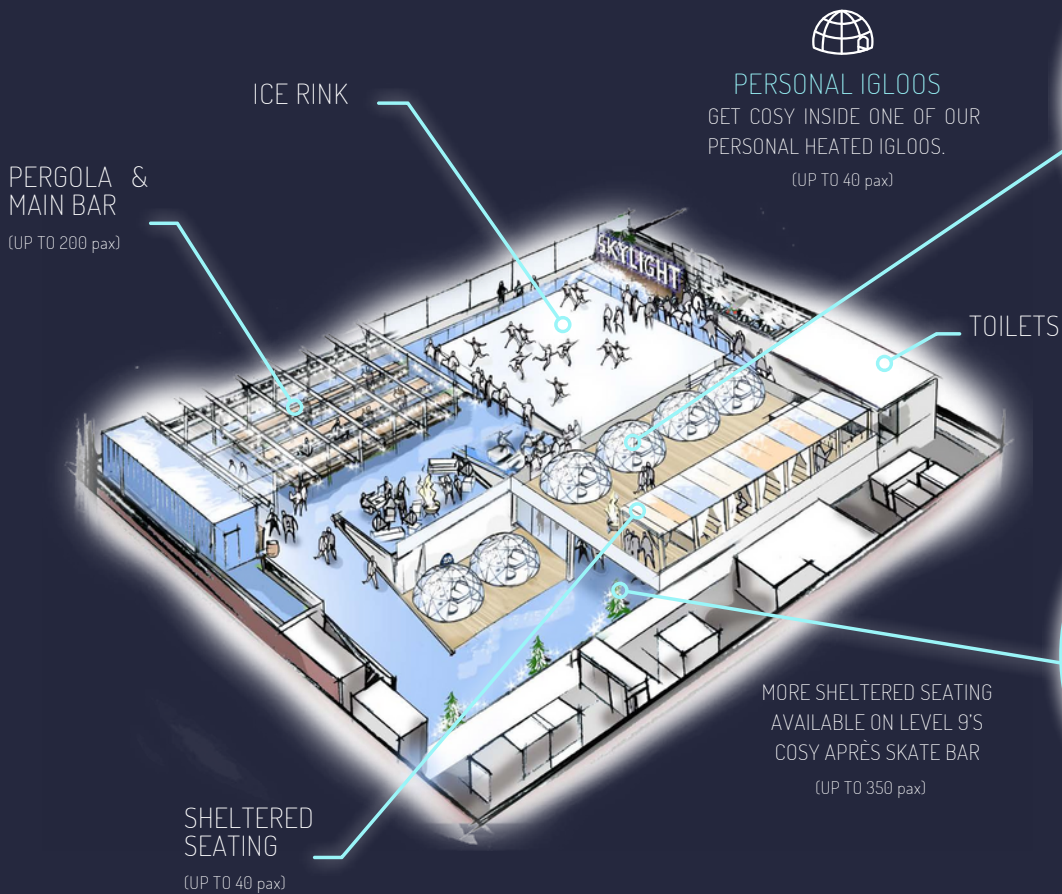 PERSONAL IGLOOS
GET COSY INSIDE ONE OF OUR
PERSONAL HEATED IGLOOS.
(UP TO 40 pax)
ICE RINK
PERGOLA &
MAIN BAR
(UP TO 200 pax)
SKYLIGHT
TOILETS
MORE SHELTERED SEATING
AVAILABLE ON LEVEL 9'S
COSY APRÈS SKATE BAR
(UP TO 350 pax)
SHELTERED
SEATING
(UP TO 40 pax)